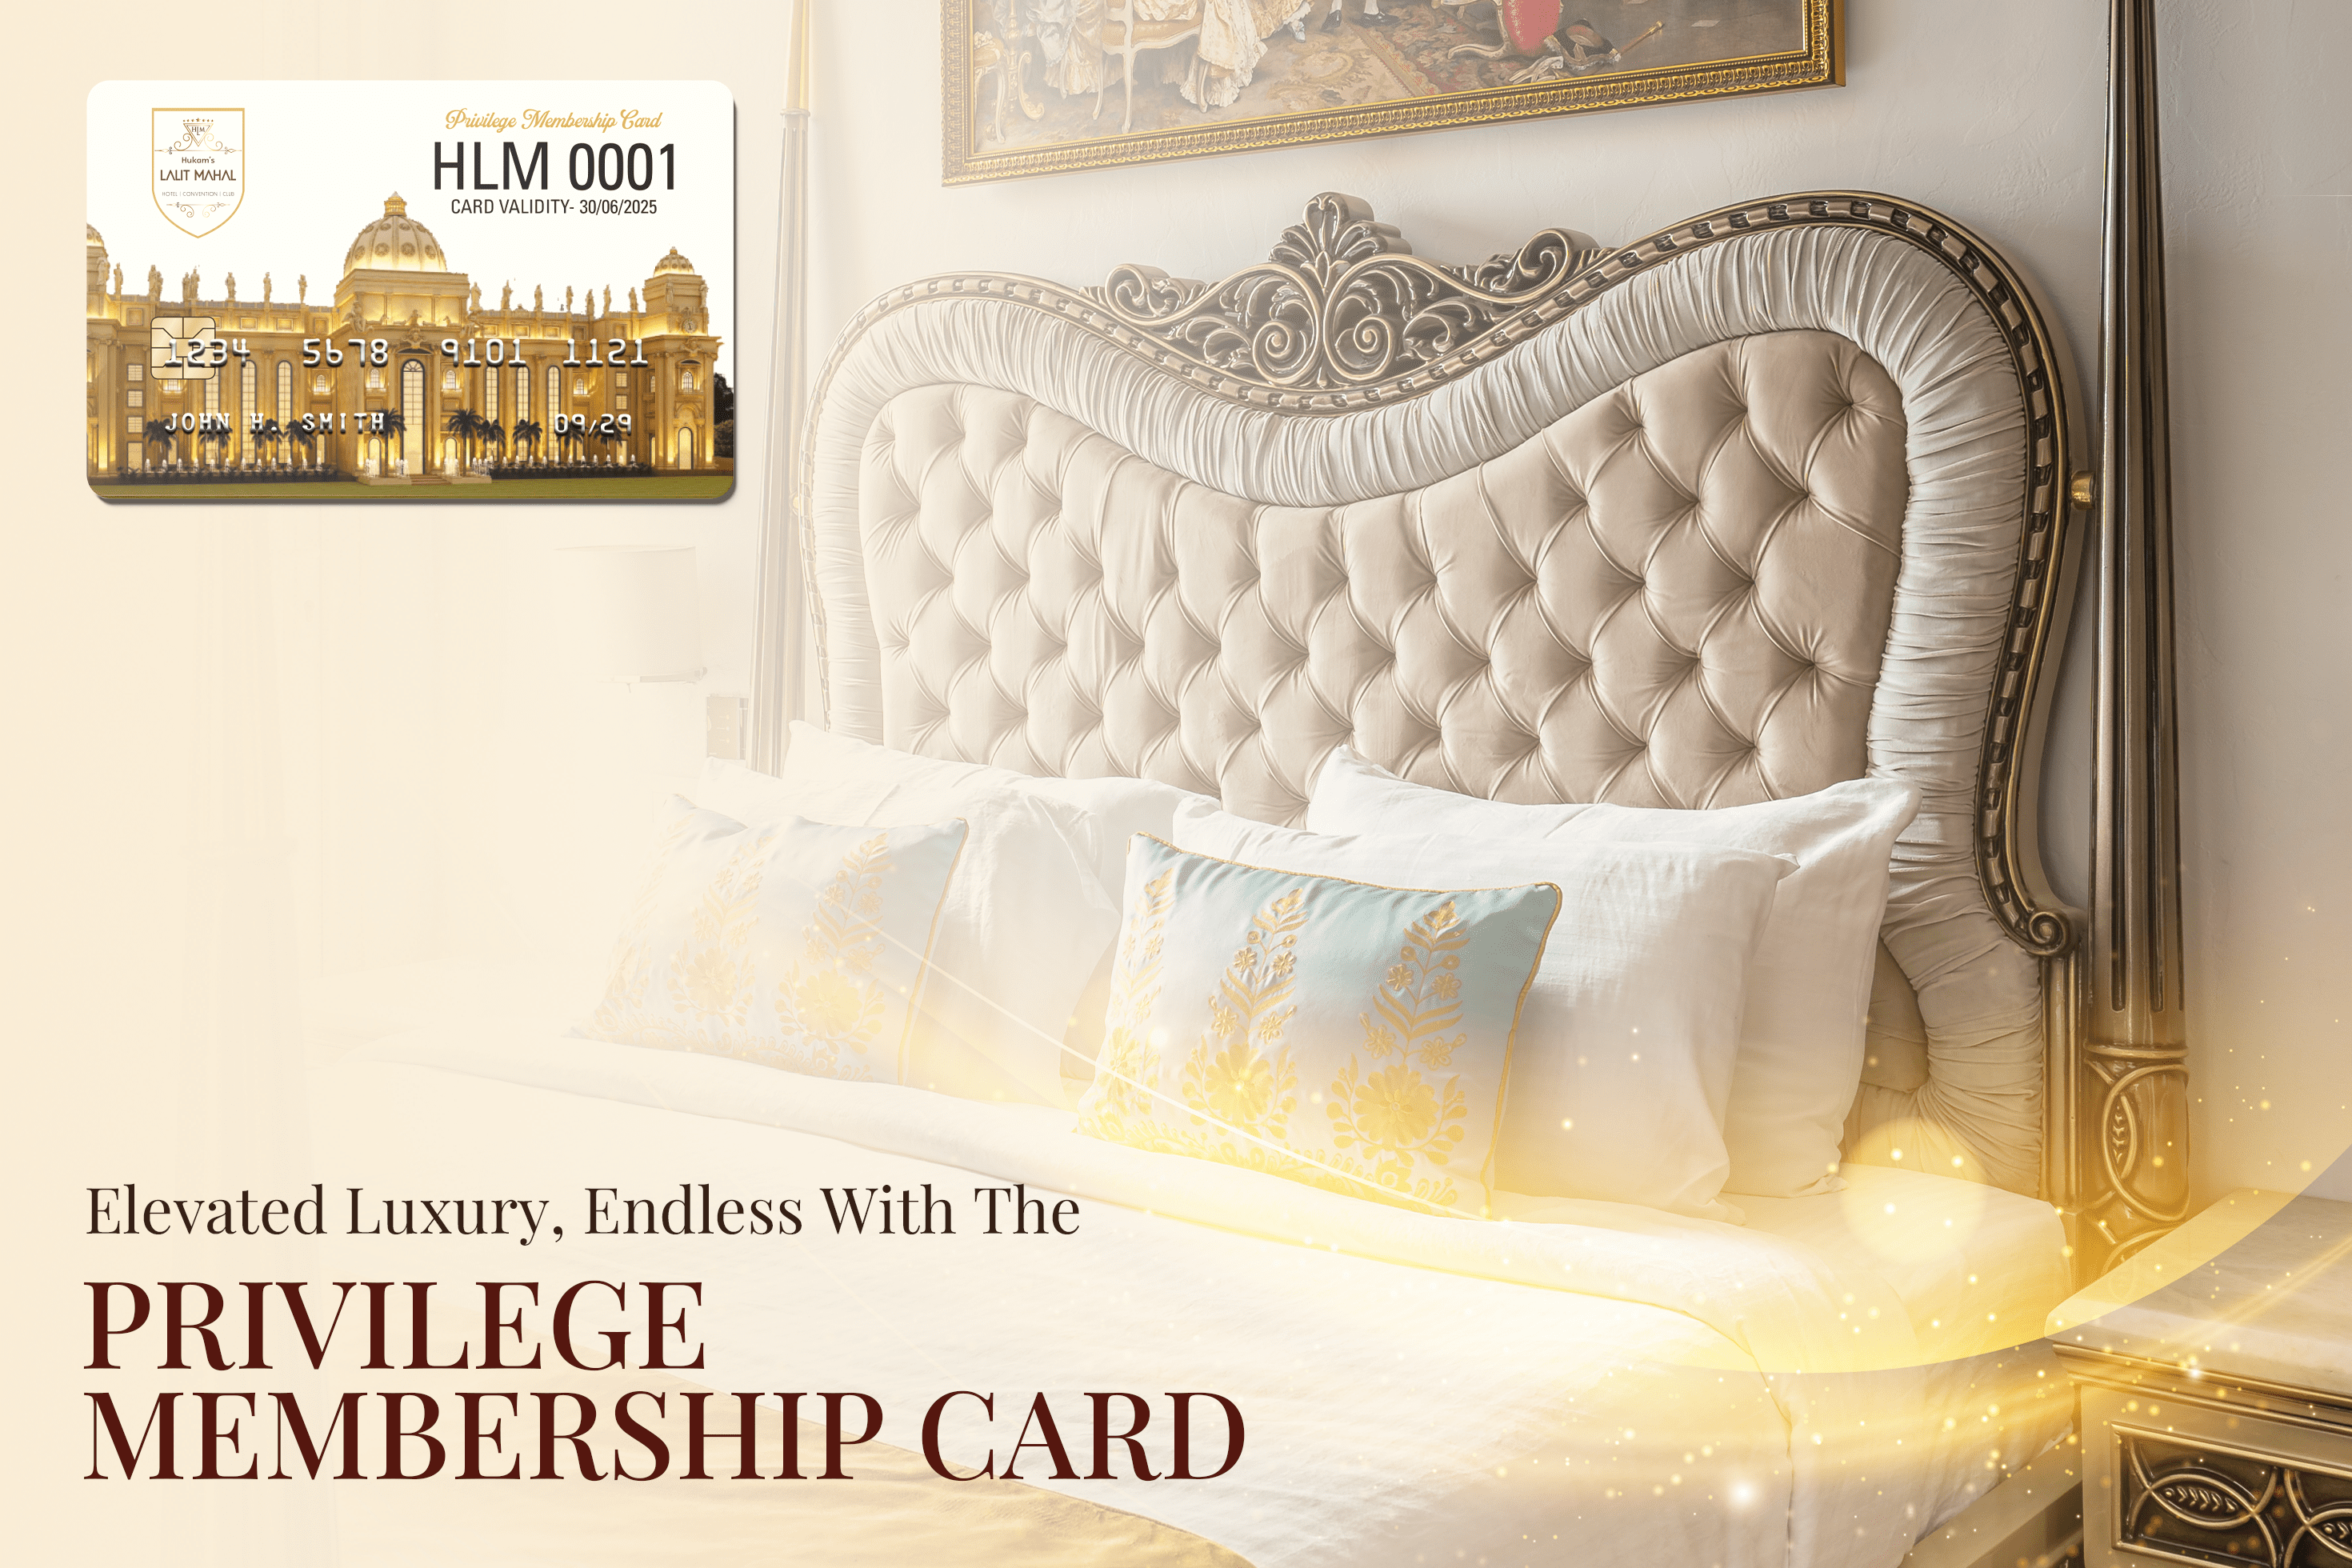 HLM
Hukam's
LALIT MAHAL
HOTEL | CONVENTION | CLUB
Privilege Membership Card
HLM 0001
CARD VALIDITY- 30/06/2025
1234 5678 9101 1121
JOHN H. SMITH 09/29
Elevated Luxury, Endless With The
PRIVILEGE
MEMBERSHIP CARD